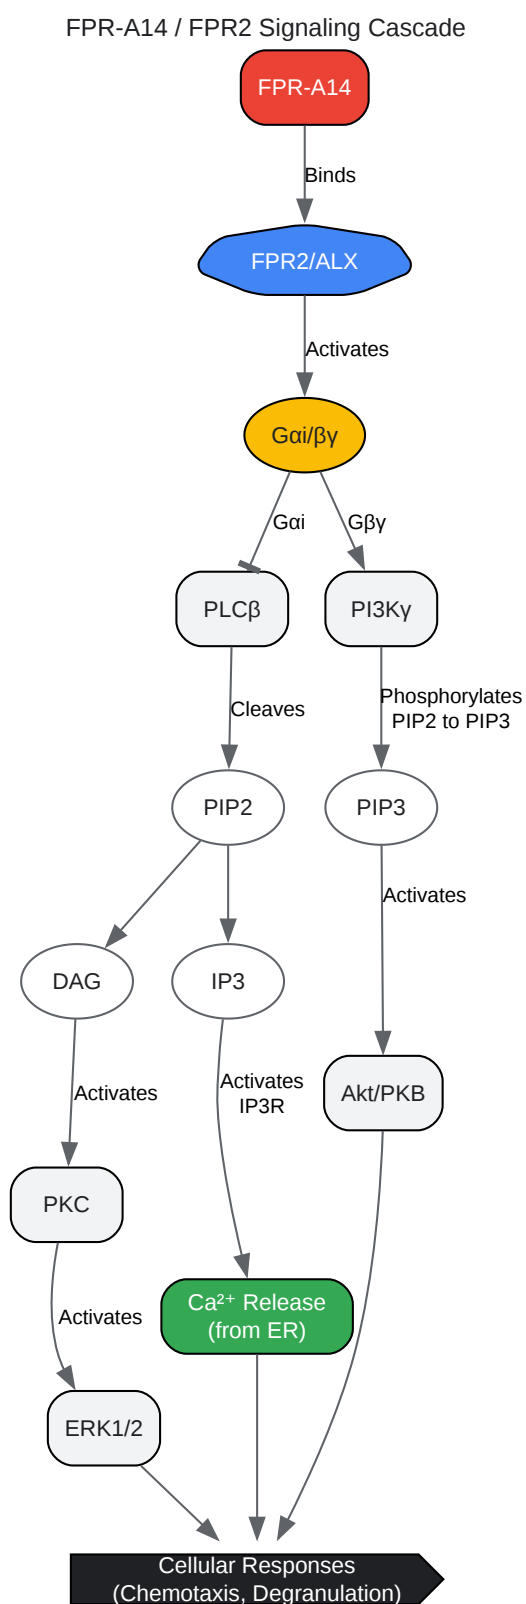 FPR-A14 / FPR2 Signaling Cascade
FPR-A14
Binds
FPR2/ALX
Activates
Gαi/βγ
Gαi
Gβγ
PLCβ
PI3Kγ
Cleaves
Phosphorylates
PIP2 to PIP3
PIP2
PIP3
Activates
DAG
IP3
Activates
Activates
IP3R
Akt/PKB
PKC
Activates
Ca²⁺ Release
(from ER)
ERK1/2
Cellular Responses
(Chemotaxis, Degranulation)